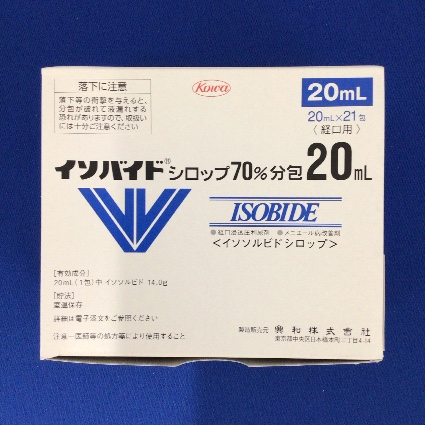 落下に注意
落下等の衝撃を与えると、
分包が破れて液漏れする
恐れがありますので、取扱い
には十分ご注意ください
Kowa
20mL
20mL×21包
(経口用)
イソバイド®シロップ70%分包20mL
ISOBIDE
●経口浸透圧利尿剤 ●メニエール病改善剤
<イソソルビドシロップ>
[有効成分]
20mL(1包)中 イソソルビド 14.0g
[貯法]
室温保存
詳細は電子添文をご参照ください
注意-医師等の処方箋等により使用すること
製造販売元 興和株式会社
東京都中央区日本橋本町三丁目4-14